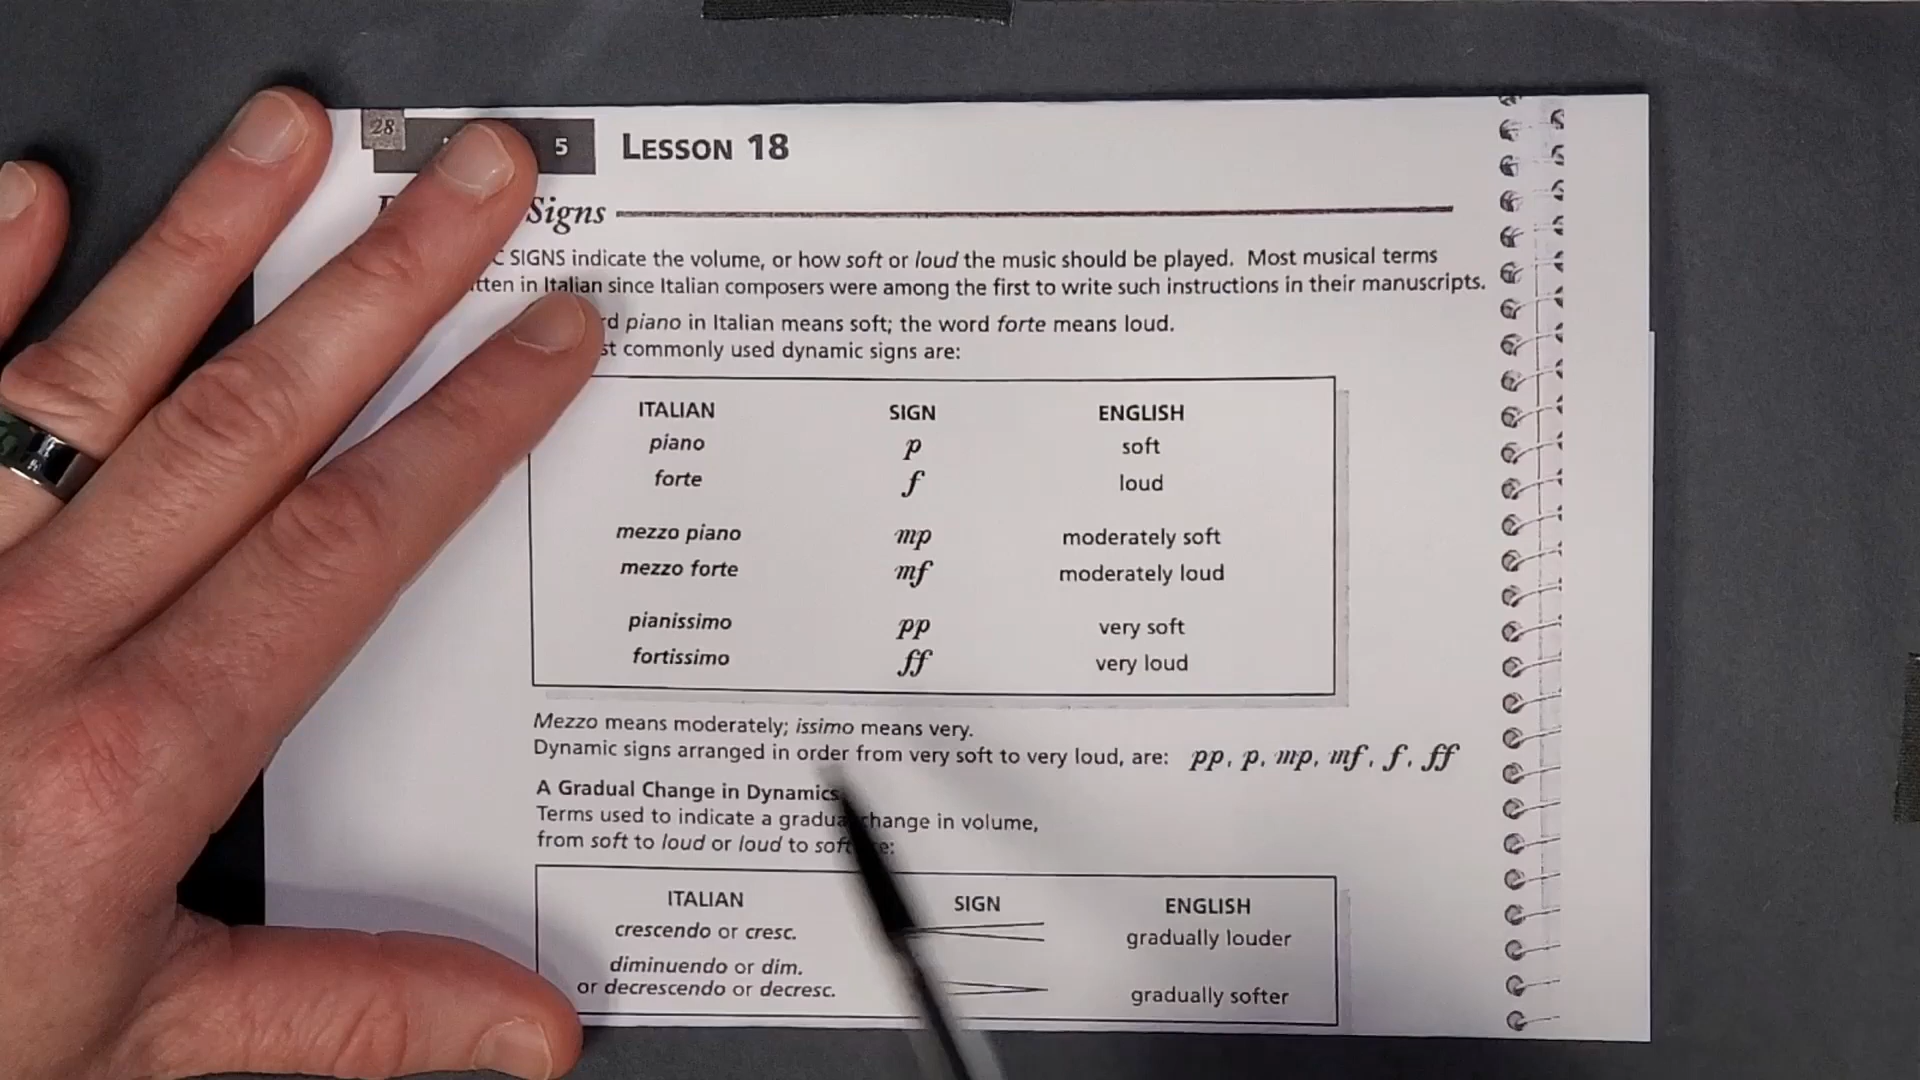 28
5 LESSON 18
Signs
SIGNS indicate the volume, or how soft or loud the music should be played. Most musical terms
in Italian since Italian composers were among the first to write such instructions in their manuscripts.
piano in Italian means soft; the word forte means loud.
commonly used dynamic signs are:
ITALIAN SIGN ENGLISH
piano p soft
forte f loud
mezzo piano mp moderately soft
mezzo forte mf moderately loud
pianissimo pp very soft
fortissimo ff very loud
Mezzo means moderately; issimo means very.
Dynamic signs arranged in order from very soft to very loud, are: pp, p, mp, mf, f, ff
A Gradual Change in Dynamics
Terms used to indicate a gradual change in volume,
from soft to loud or loud to soft
ITALIAN SIGN ENGLISH
crescendo or cresc. gradually louder
diminuendo or dim.
or decrescendo or decresc. gradually softer